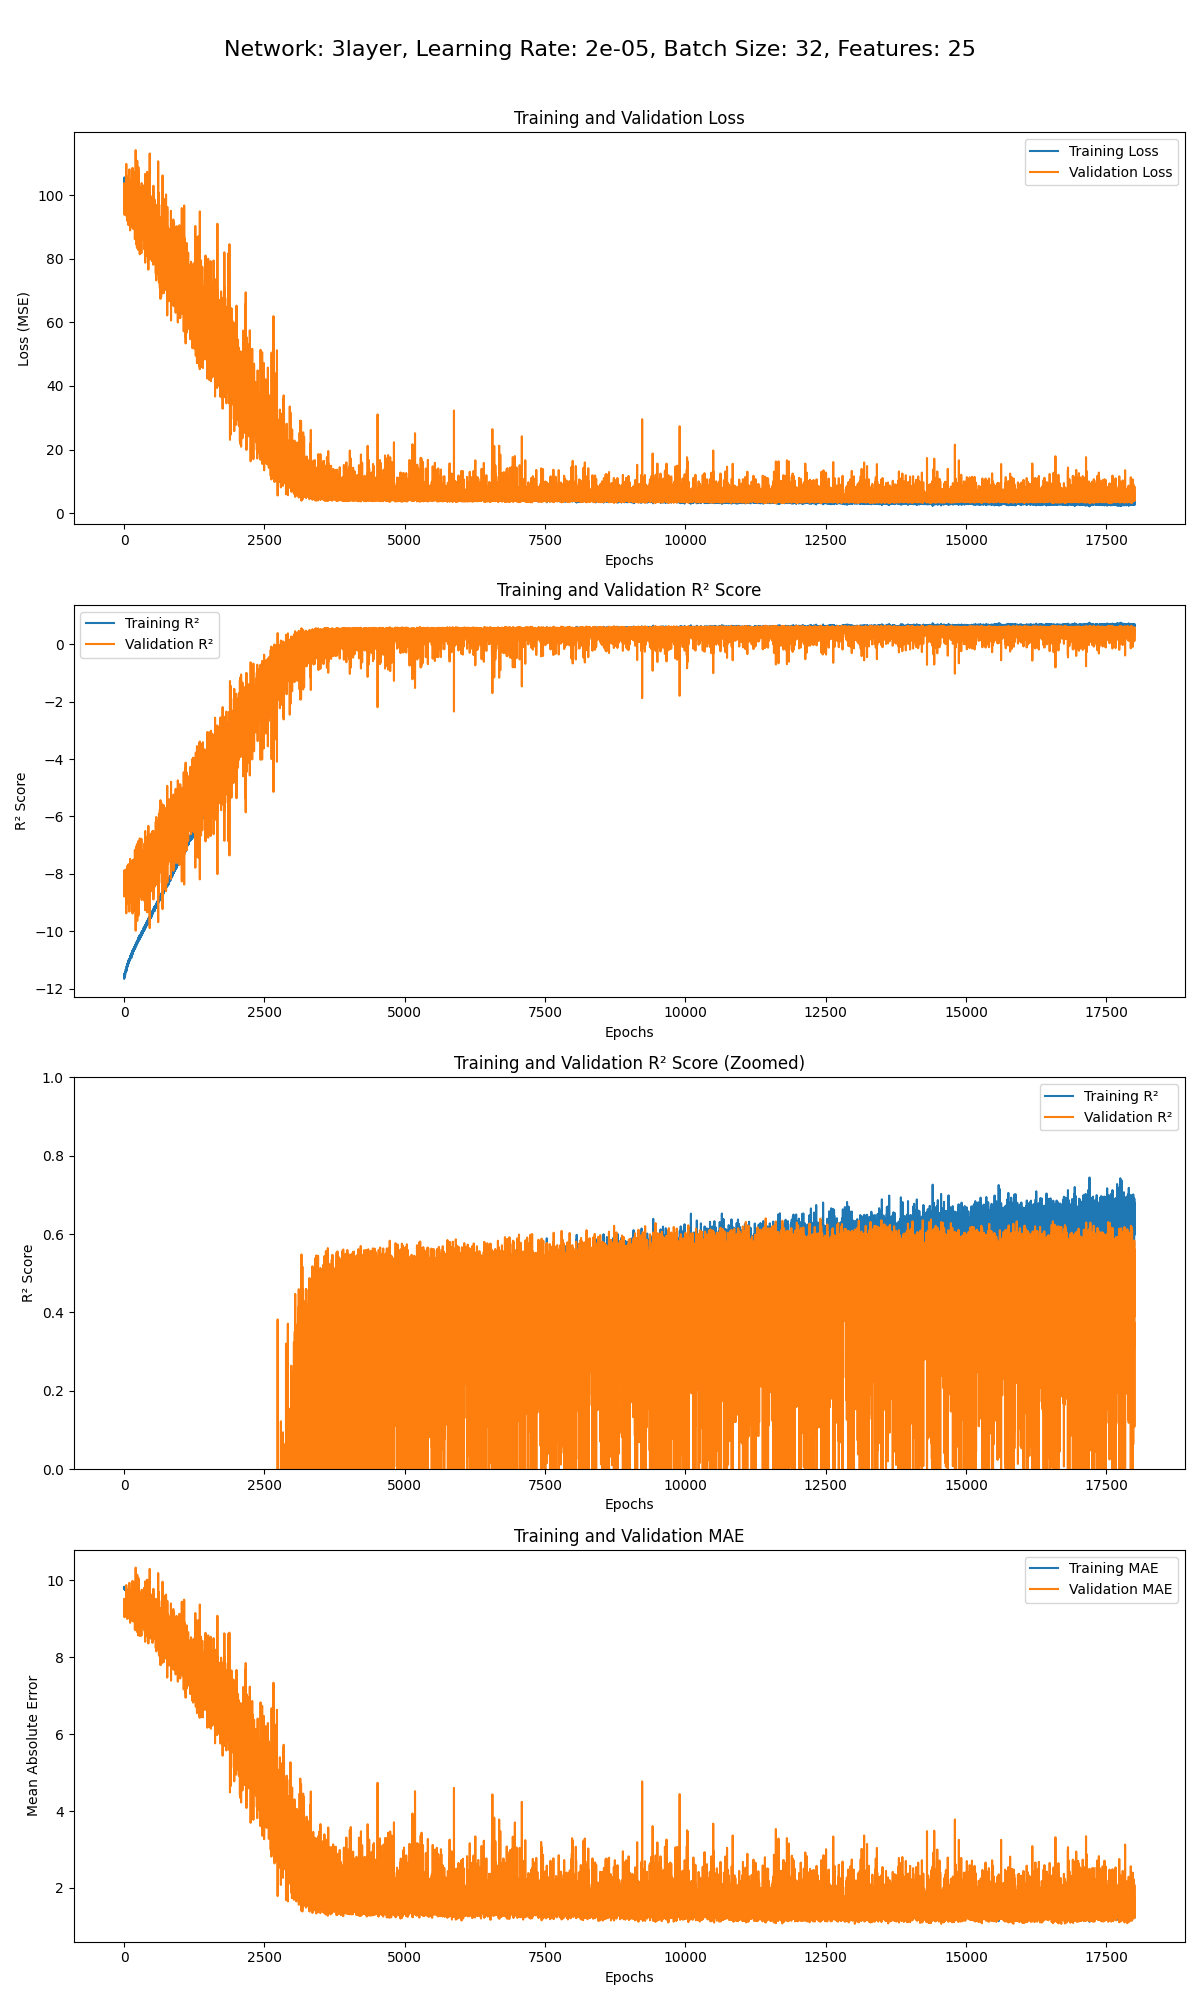 Network: 3layer, Learning Rate: 2e-05, Batch Size: 32, Features: 25
Training and Validation Loss
Training Loss
Validation Loss
100
80
60
40
20
0
Loss (MSE)
0 2500 5000 7500 10000 12500 15000 17500
Epochs
Training and Validation R² Score
Training R²
Validation R²
0
−2
−4
−6
−8
−10
−12
R² Score
0 2500 5000 7500 10000 12500 15000 17500
Epochs
Training and Validation R² Score (Zoomed)
Training R²
Validation R²
1.0
0.8
0.6
0.4
0.2
0.0
R² Score
0 2500 5000 7500 10000 12500 15000 17500
Epochs
Training and Validation MAE
Training MAE
Validation MAE
10
8
6
4
2
Mean Absolute Error
0 2500 5000 7500 10000 12500 15000 17500
Epochs